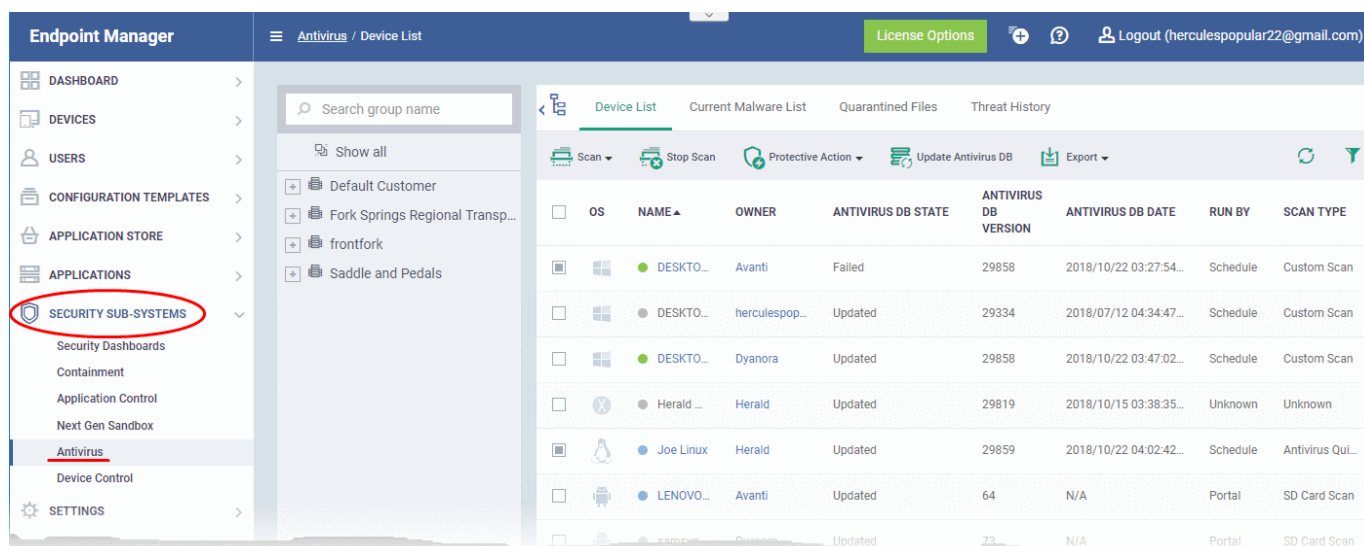 Endpoint Manager
Antivirus / Device List
License Options
Logout (herculespopular22@gmail.com)
DASHBOARD
DEVICES
USERS
CONFIGURATION TEMPLATES
APPLICATION STORE
APPLICATIONS
SECURITY SUB-SYSTEMS
Security Dashboards
Containment
Application Control
Next Gen Sandbox
Antivirus
Device Control
SETTINGS
Search group name
Show all
Default Customer
Fork Springs Regional Transp...
frontfork
Saddle and Pedals
Device List Current Malware List Quarantined Files Threat History
Scan Stop Scan Protective Action Update Antivirus DB Export
OS NAME OWNER ANTIVIRUS DB STATE ANTIVIRUS DB VERSION ANTIVIRUS DB DATE RUN BY SCAN TYPE
DESKTO... Avanti Failed 29858 2018/10/22 03:27:54... Schedule Custom Scan
DESKTO... herculespop... Updated 29334 2018/07/12 04:34:47... Schedule Custom Scan
DESKTO... Dyanora Updated 29858 2018/10/22 03:47:02... Schedule Custom Scan
Herald ... Herald Updated 29819 2018/10/15 03:38:35... Unknown Unknown
Joe Linux Herald Updated 29859 2018/10/22 04:02:42... Schedule Antivirus Qui...
LENOVO... Avanti Updated 64 N/A Portal SD Card Scan
Updated 73 N/A Portal SD Card Scan